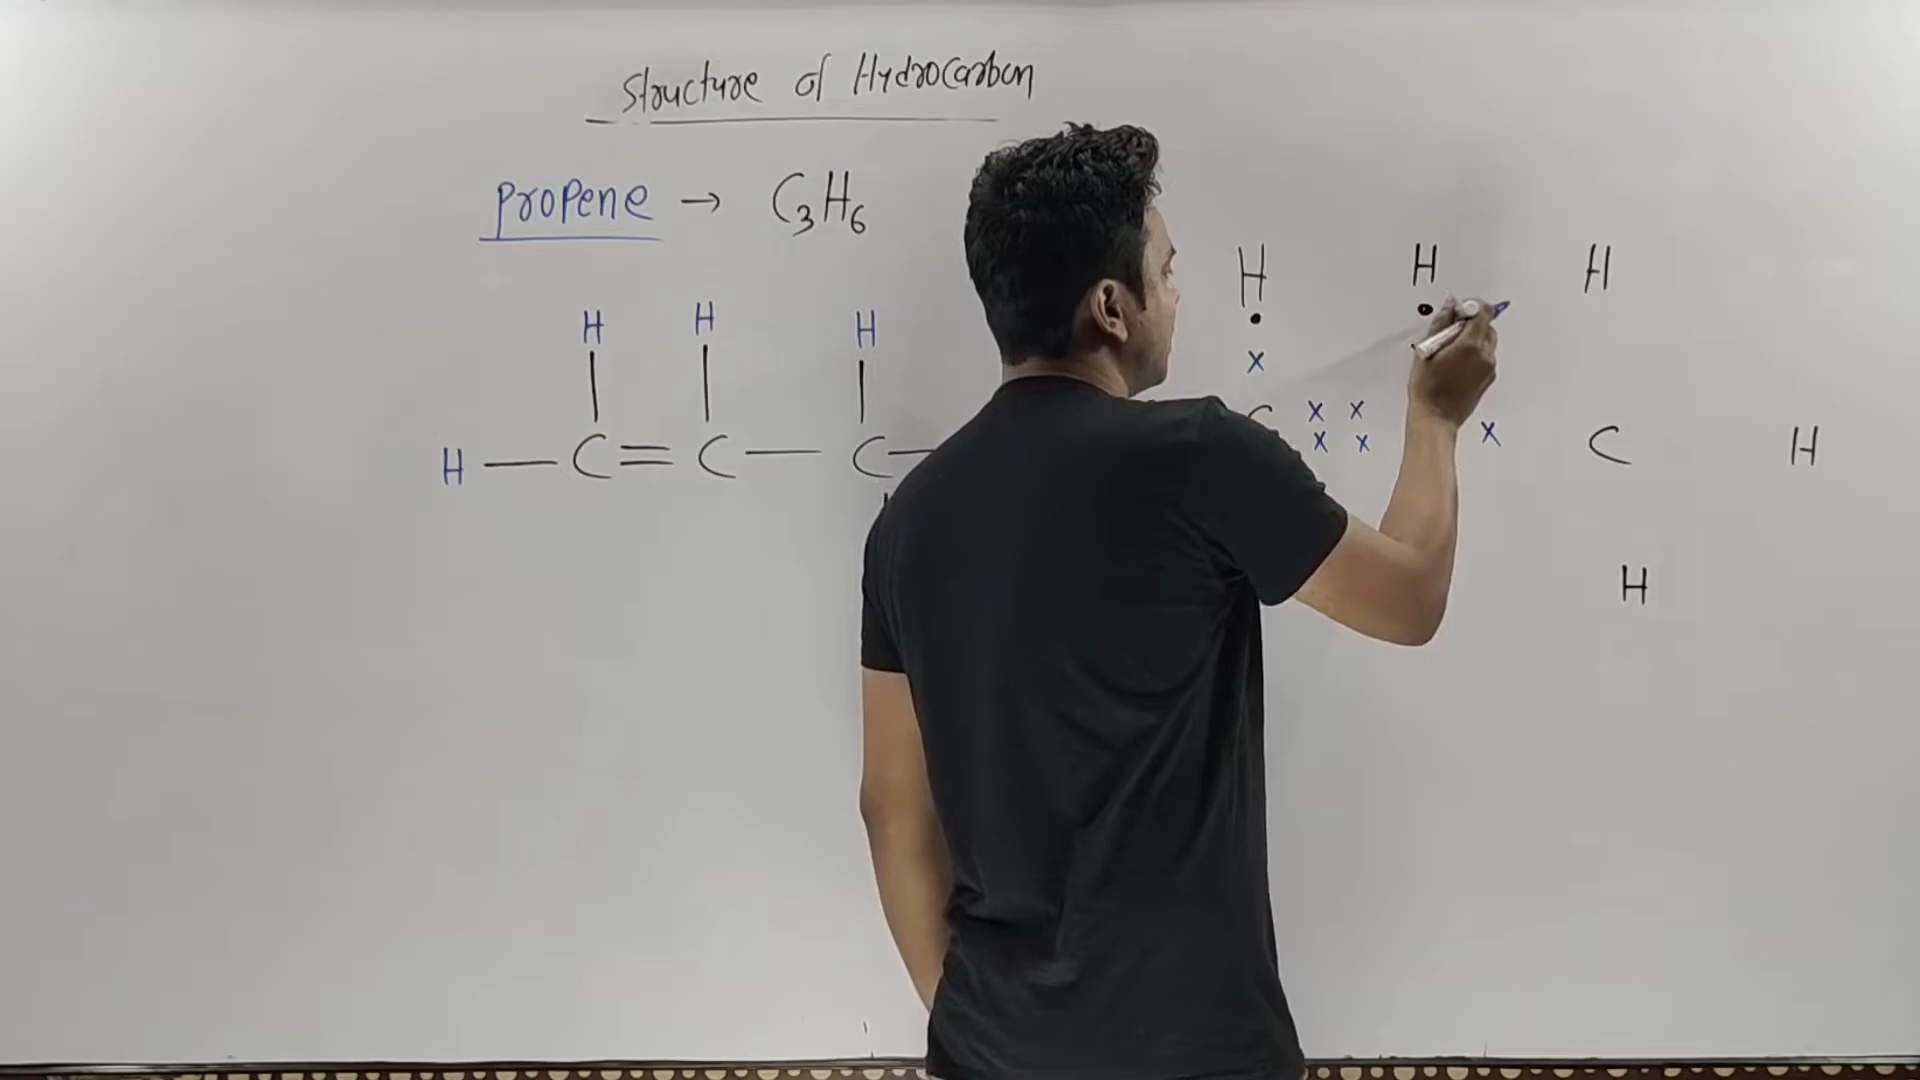 Structure of Hydrocarbon
Propene → C3H6
H H H
H — C = C — C —
H H H
• •
x
C x x x C H
x x
H